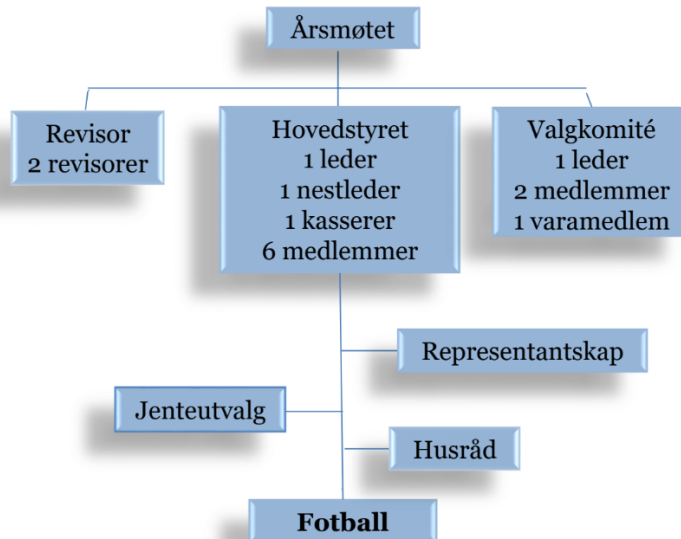 Årsmøtet
Revisor
2 revisorer
Hovedstyret
1 leder
1 nestleder
1 kasserer
6 medlemmer
Valgkomité
1 leder
2 medlemmer
1 varamedlem
Representantskap
Jenteutvalg
Husråd
Fotball